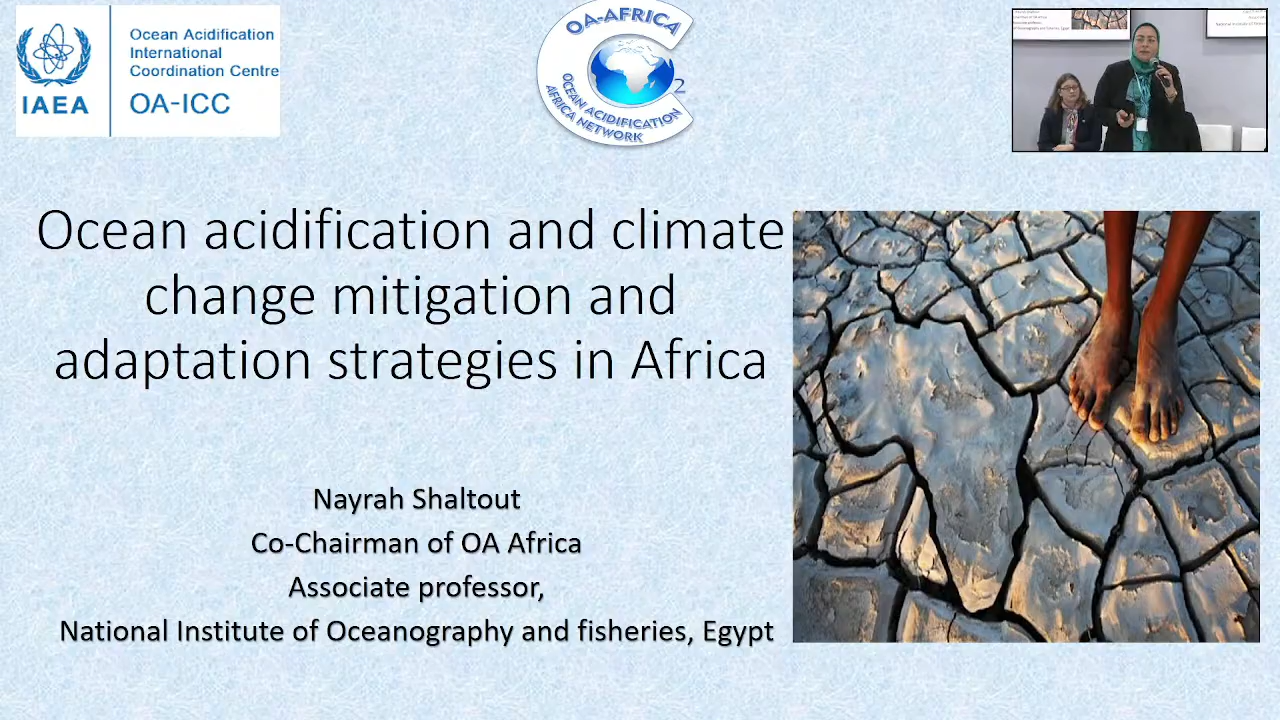 IAEA
Ocean Acidification
International
Coordination Centre
OA-ICC
OA-AFRICA
2
OCEAN ACIDIFICATION
AFRICA NETWORK
Ocean acidification and climate
change mitigation and
adaptation strategies in Africa
Nayrah Shaltout
Co-Chairman of OA Africa
Associate professor,
National Institute of Oceanography and fisheries, Egypt